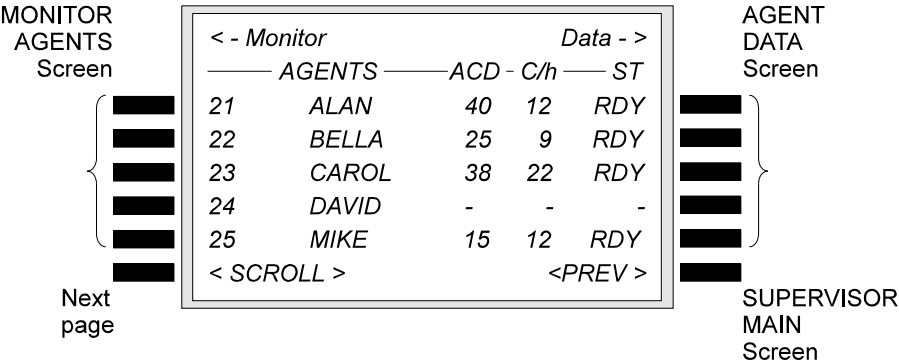 MONITOR
AGENTS
Screen
< - Monitor Data - >
AGENTS ACD - C/h ST
21 ALAN 40 12 RDY
22 BELLA 25 9 RDY
23 CAROL 38 22 RDY
24 DAVID - - -
25 MIKE 15 12 RDY
< SCROLL > <PREV >
AGENT
DATA
Screen
Next
page
SUPERVISOR
MAIN
Screen